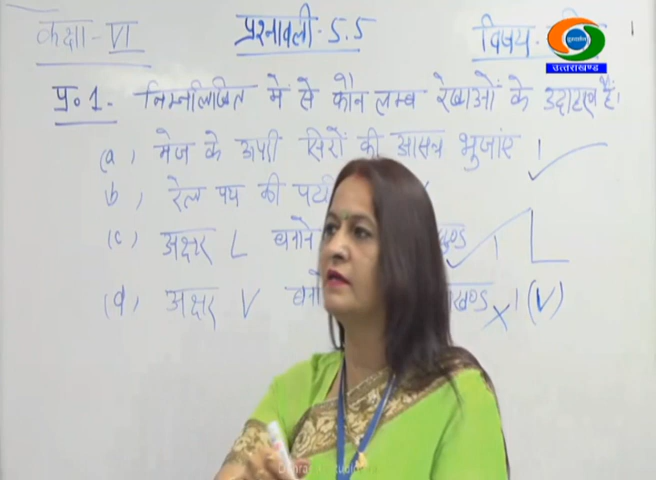 कक्षा-VI प्रश्नावली-5.5 विषय-
उत्तराखण्ड
प्र०1- निम्नलिखित में से कौन लम्ब रेखाओं के उदाहरण हैं।
(a) मेज के ऊपरी सिरों की आसन्न भुजाएं।
b) रेल पथ की
(c) अक्षर L बनाने
(d) अक्षर V X। (V)